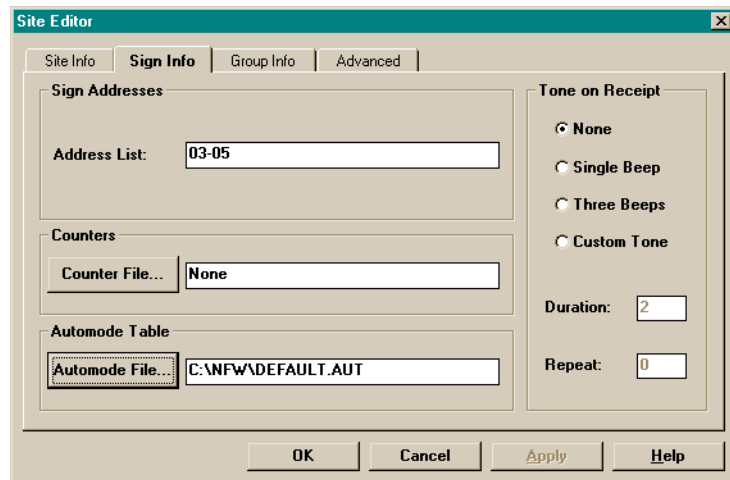 Site Editor
Site Info Sign Info Group Info Advanced
Sign Addresses
Address List: 03-05
Counters
Counter File... None
Automode Table
Automode File... C:\NFW\DEFAULT.AUT
Tone on Receipt
None
Single Beep
Three Beeps
Custom Tone
Duration: 2
Repeat: 0
OK Cancel Apply Help